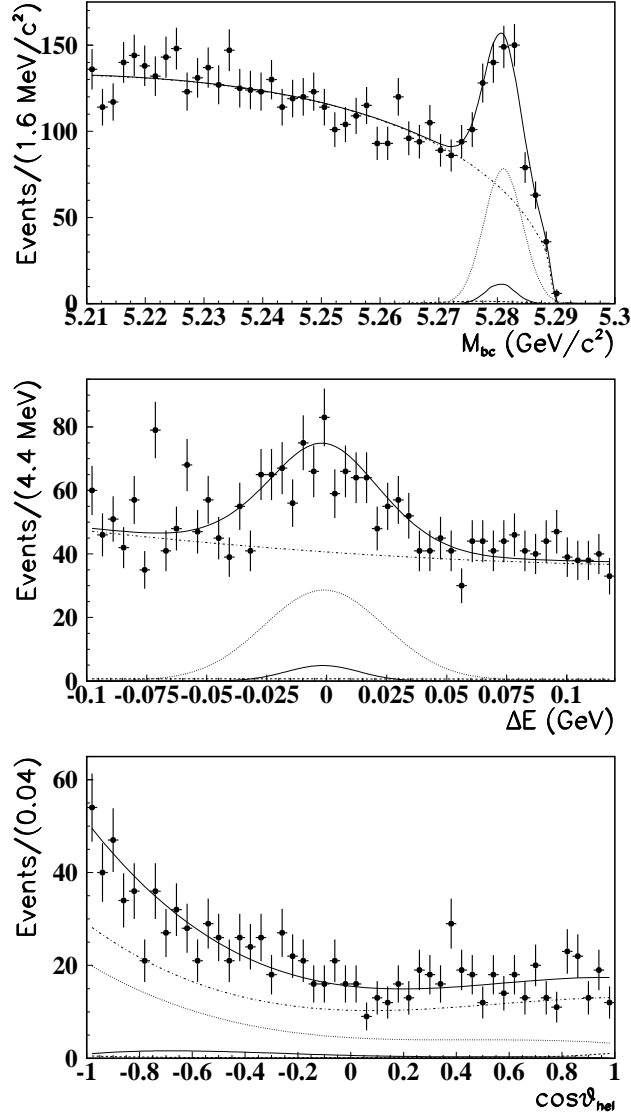 Events/(1.6 MeV/c²)
150
100
50
0
5.21 5.22 5.23 5.24 5.25 5.26 5.27 5.28 5.29 5.3
M_bc (GeV/c²)
Events/(4.4 MeV)
80
60
40
20
0
-0.1 -0.075 -0.05 -0.025 0 0.025 0.05 0.075 0.1
ΔE (GeV)
Events/(0.04)
60
40
20
0
-1 -0.8 -0.6 -0.4 -0.2 0 0.2 0.4 0.6 0.8 1
cosϑ_hel